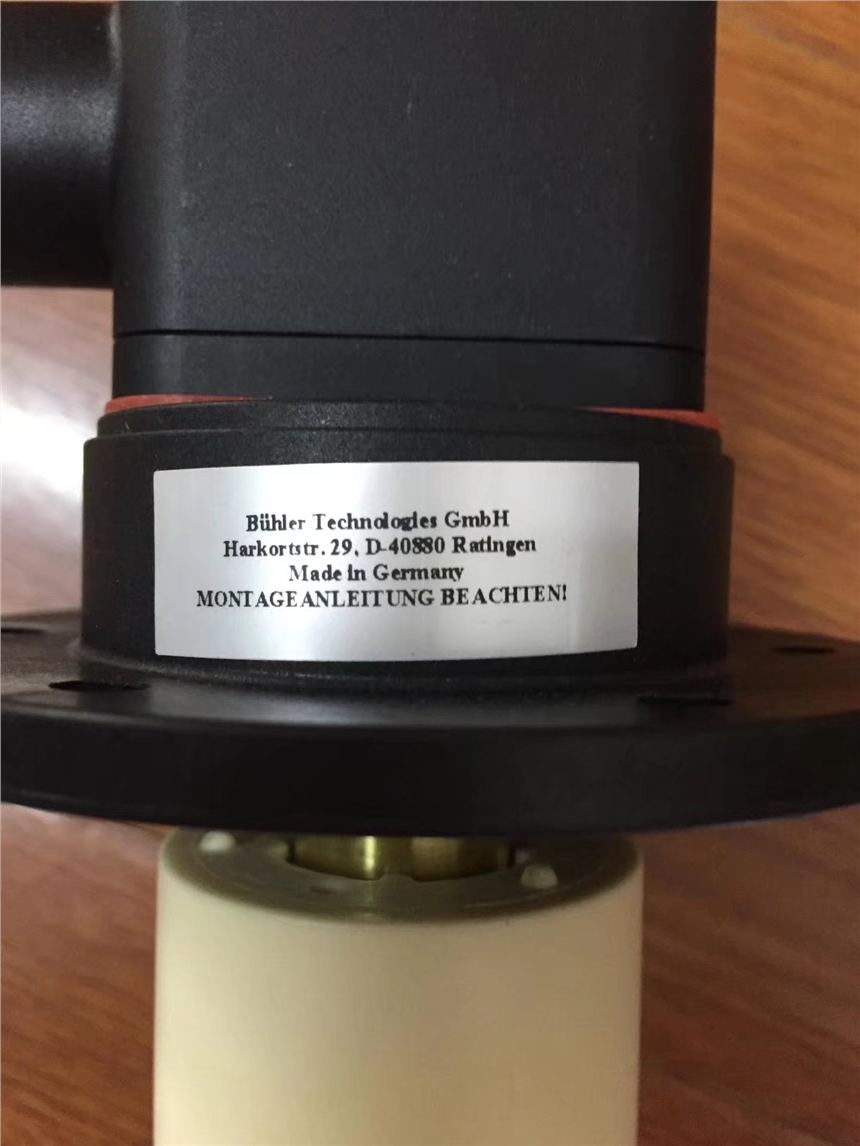 Bühler Technologies GmbH
Harkortstr. 29, D-40880 Ratingen
Made in Germany
MONTAGEANLEITUNG BEACHTEN!